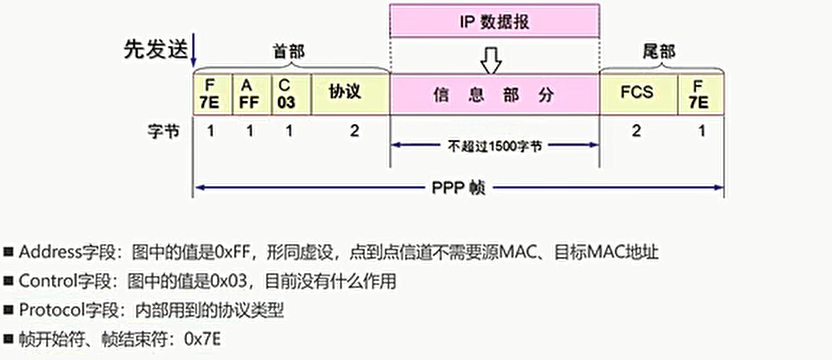 IP 数据报
先发送
首部
尾部
F A C
7E FF 03 协议 信 息 部 分 FCS F 7E
字节 1 1 1 2 2 1
不超过1500字节
PPP 帧
■ Address字段：图中的值是0xFF，形同虚设，点到点信道不需要源MAC、目标MAC地址
■ Control字段：图中的值是0x03，目前没有什么作用
■ Protocol字段：内部用到的协议类型
■ 帧开始符、帧结束符：0x7E